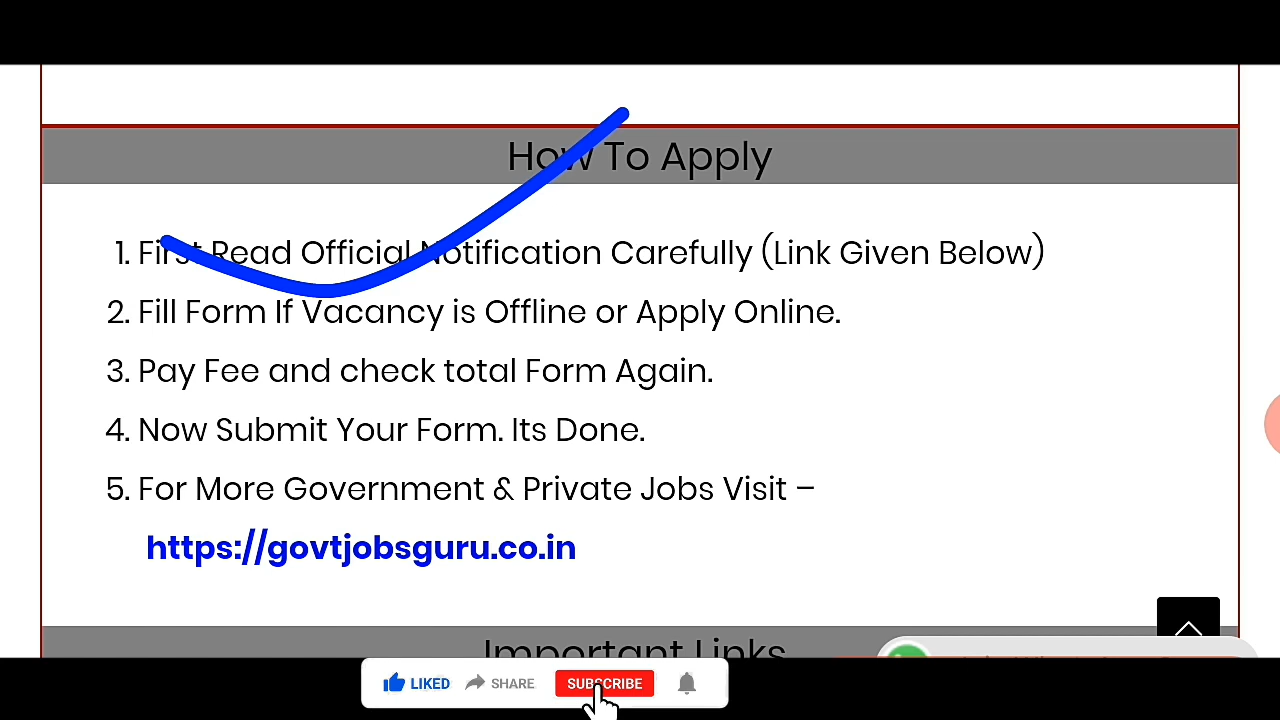 How To Apply
1. First Read Official Notification Carefully (Link Given Below)
2. Fill Form If Vacancy is Offline or Apply Online.
3. Pay Fee and check total Form Again.
4. Now Submit Your Form. Its Done.
5. For More Government & Private Jobs Visit –
https://govtjobsguru.co.in
Important Links
LIKED SHARE SUBSCRIBE